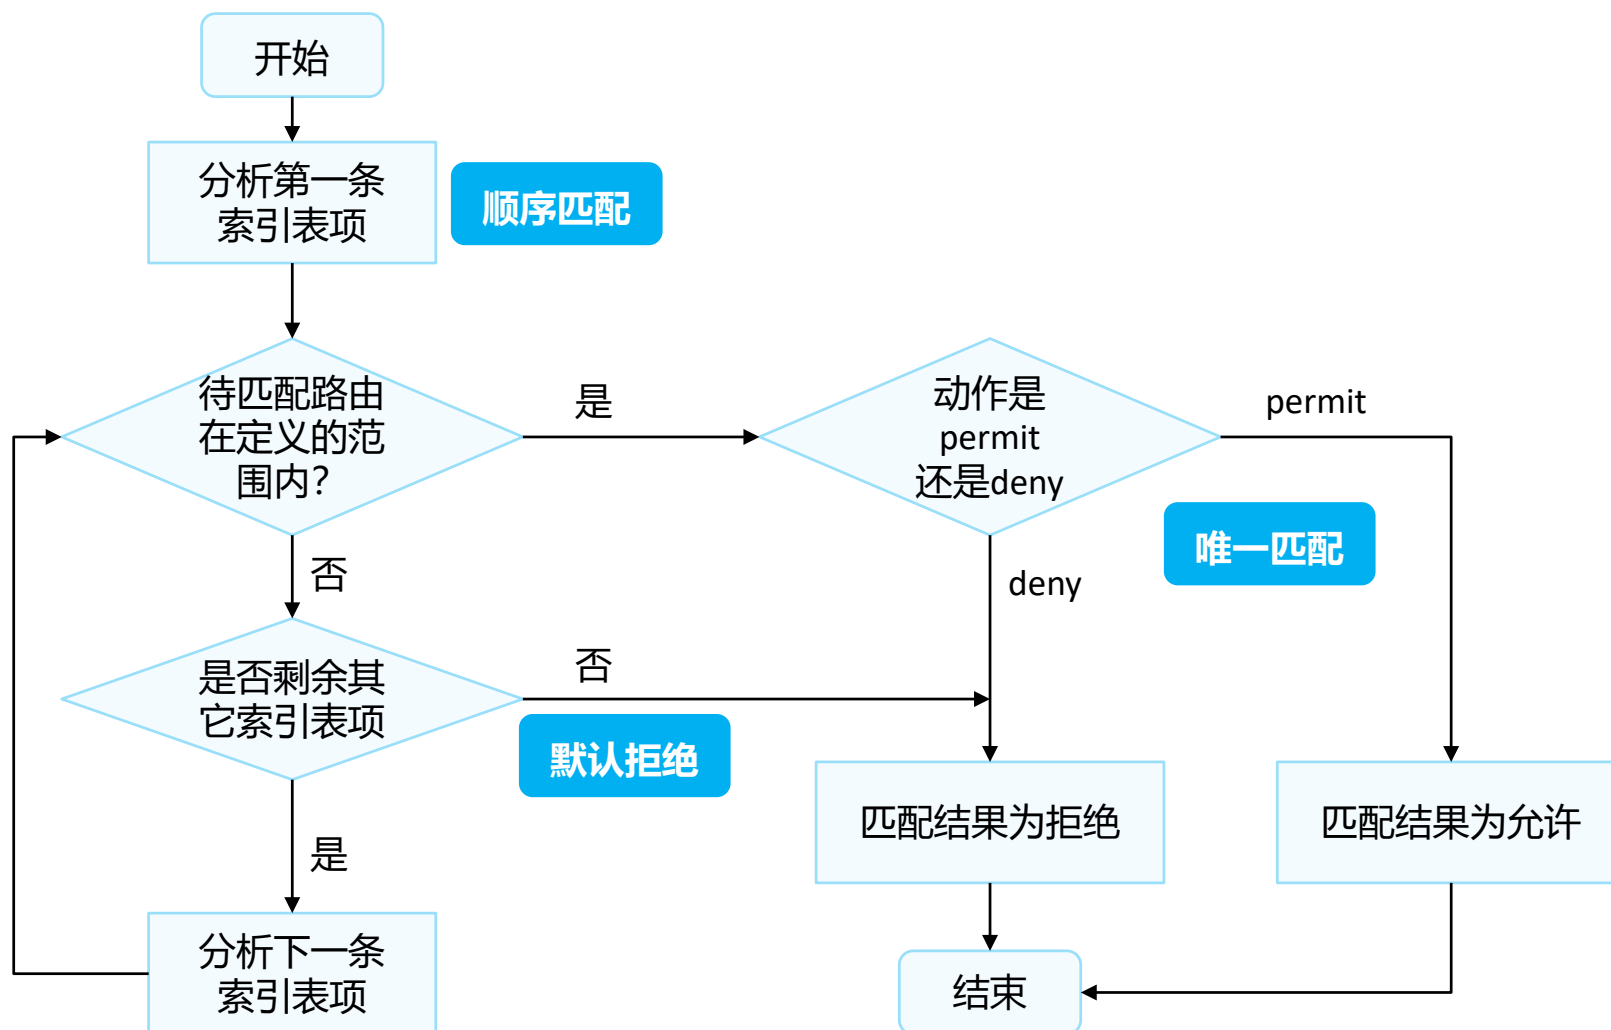 开始
分析第一条
索引表项
顺序匹配
待匹配路由
在定义的范
围内？
是
动作是
permit
还是deny
permit
唯一匹配
否
deny
是否剩余其
它索引表项
否
默认拒绝
匹配结果为拒绝
匹配结果为允许
是
分析下一条
索引表项
结束